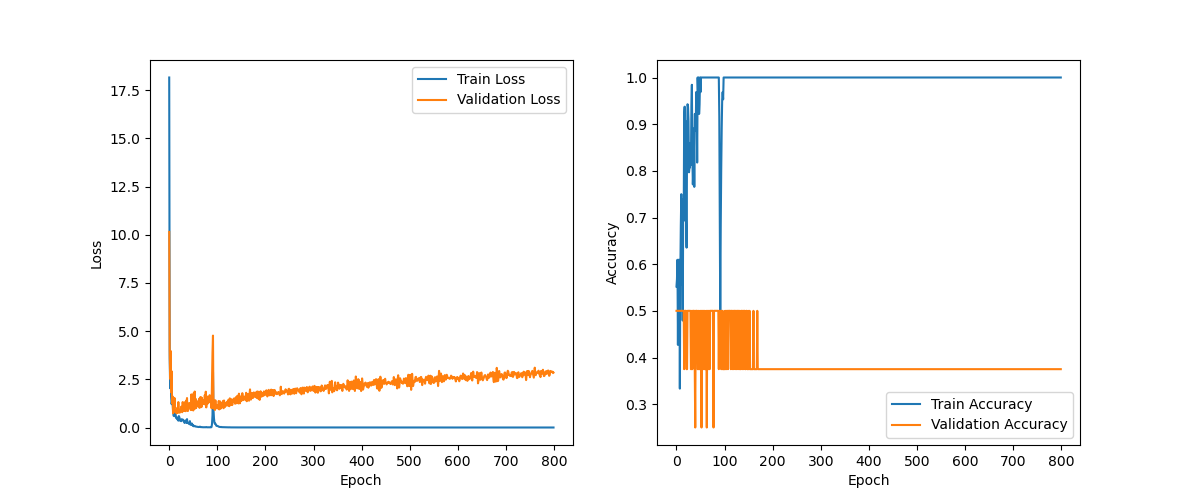 Train Loss
Validation Loss
17.5
15.0
12.5
10.0
7.5
5.0
2.5
0.0
Loss
0 100 200 300 400 500 600 700 800
Epoch
1.0
0.9
0.8
0.7
0.6
0.5
0.4
0.3
Accuracy
Train Accuracy
Validation Accuracy
0 100 200 300 400 500 600 700 800
Epoch